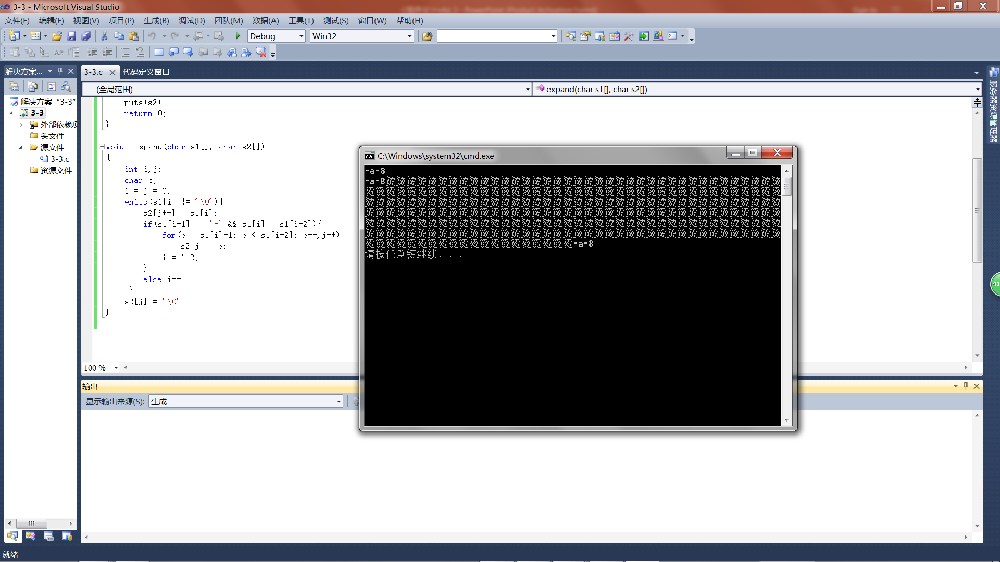 3-3 - Microsoft Visual Studio
文件(F) 编辑(E) 视图(V) 项目(P) 生成(B) 调试(D) 团队(M) 数据(A) 工具(T) 测试(S) 窗口(W) 帮助(H)
Debug Win32
解决方案... 3-3.c 代码定义窗口
(全局范围) expand(char s1[], char s2[])
解决方案 "3-3"
3-3
外部依赖项
头文件
源文件
3-3.c
资源文件
puts(s2);
return 0;
}
void  expand(char s1[], char s2[])
{
int i,j;
char c;
i = j = 0;
while(s1[i] != '\0'){
s2[j++] = s1[i];
if(s1[i+1] == '-' && s1[i] < s1[i+2]){
for(c = s1[i]+1; c < s1[i+2]; c++,j++)
s2[j] = c;
i = i+2;
}
else i++;
}
s2[j] = '\0';
}
100 %
C:\Windows\system32\cmd.exe
-a-8
-a-8烫烫烫烫烫烫烫烫烫烫烫烫烫烫烫烫烫烫烫烫烫烫烫烫烫烫烫烫烫烫烫烫烫烫烫烫烫烫
烫烫烫烫烫烫烫烫烫烫烫烫烫烫烫烫烫烫烫烫烫烫烫烫烫烫烫烫烫烫烫烫烫烫烫烫烫烫烫烫
烫烫烫烫烫烫烫烫烫烫烫烫烫烫烫烫烫烫烫烫烫烫烫烫烫烫烫烫烫烫烫烫烫烫烫烫烫烫烫烫
烫烫烫烫烫烫烫烫烫烫烫烫烫烫烫烫烫烫烫烫烫烫烫烫烫烫烫烫烫烫烫烫烫烫烫烫烫烫烫烫
烫烫烫烫烫烫烫烫烫烫烫烫烫烫烫烫烫烫烫烫烫烫烫烫烫烫烫烫烫烫烫烫烫烫烫烫烫烫烫烫
烫烫烫烫烫烫烫烫烫烫烫烫烫烫烫烫烫烫烫烫烫烫烫烫烫烫烫烫烫烫烫烫烫烫烫烫烫烫烫烫
烫烫烫烫烫烫烫烫烫烫烫烫烫烫烫烫烫烫烫烫-a-8
请按任意键继续. . .
输出
显示输出来源(S): 生成
服务器资源管理器
41
就绪